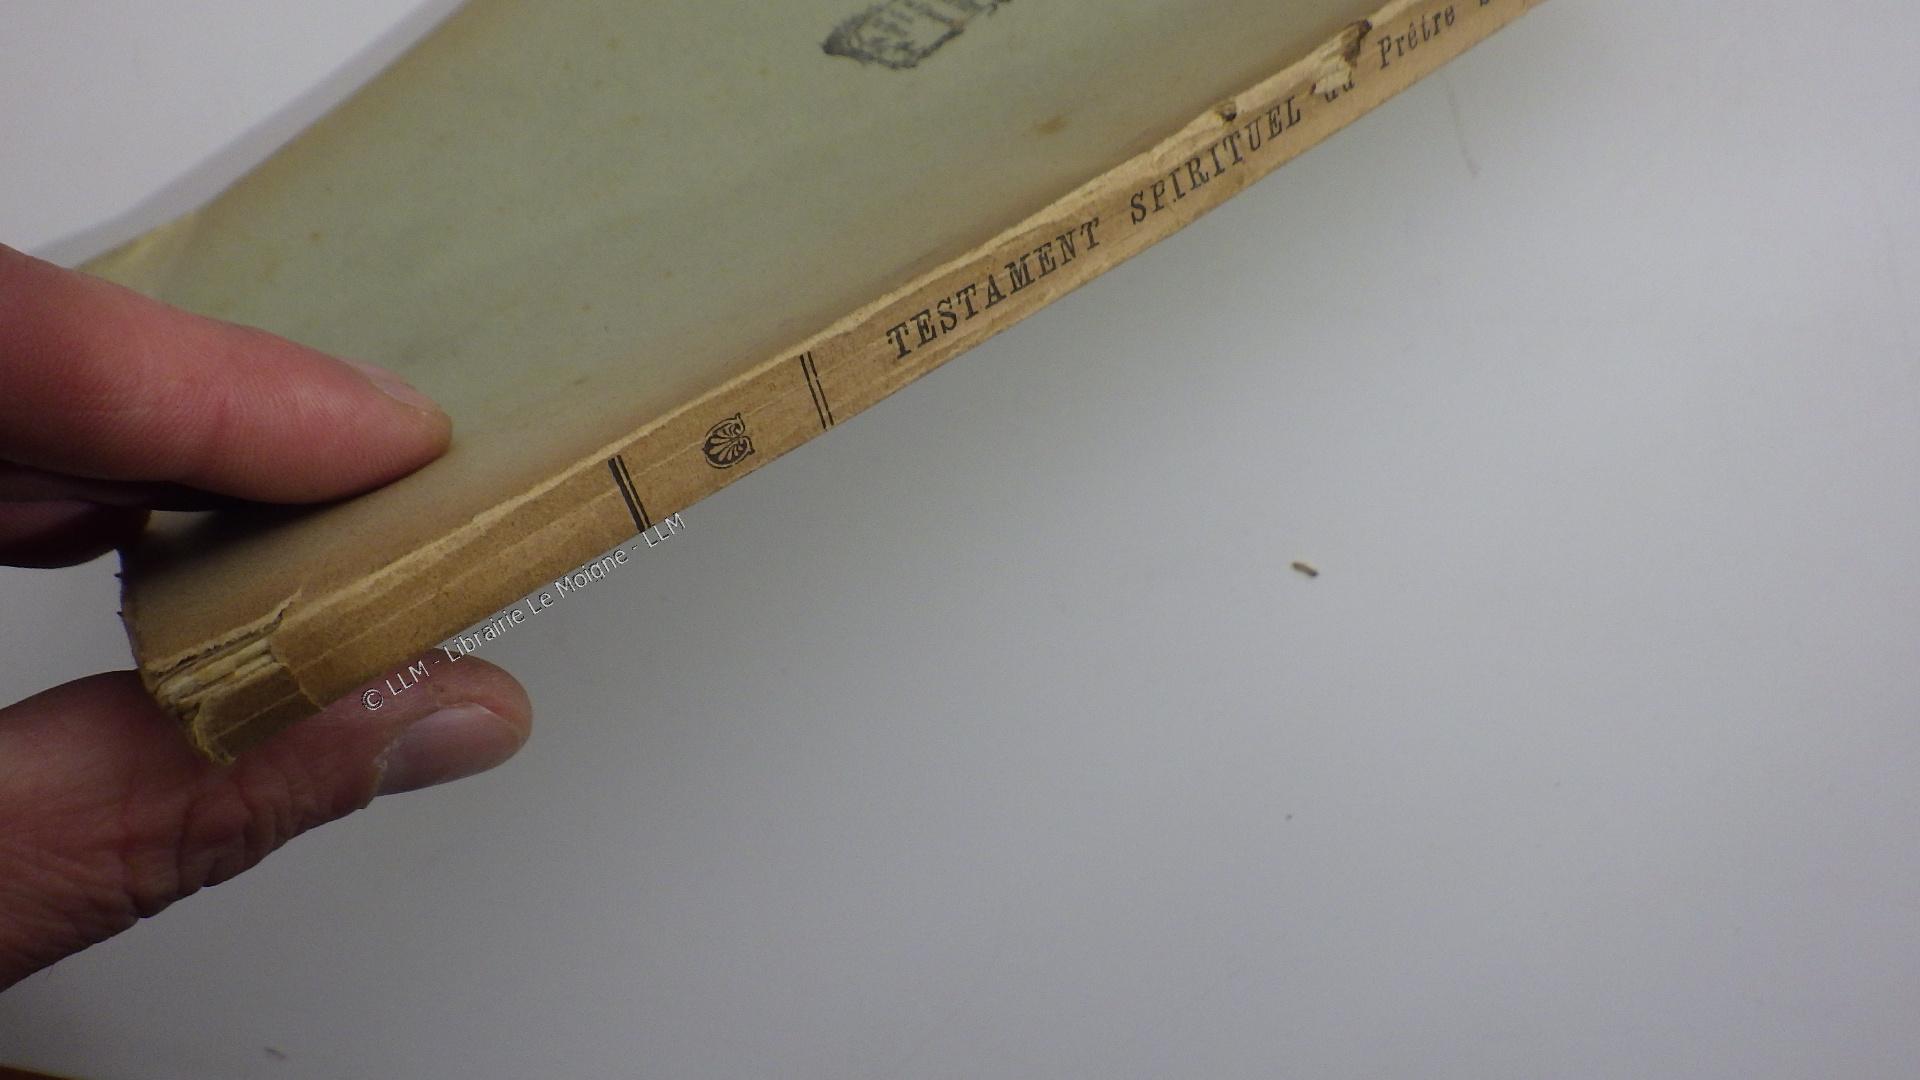 TESTAMENT SPIRITUEL du Prêtre
© LLM - Librairie Le Moigne - LLM